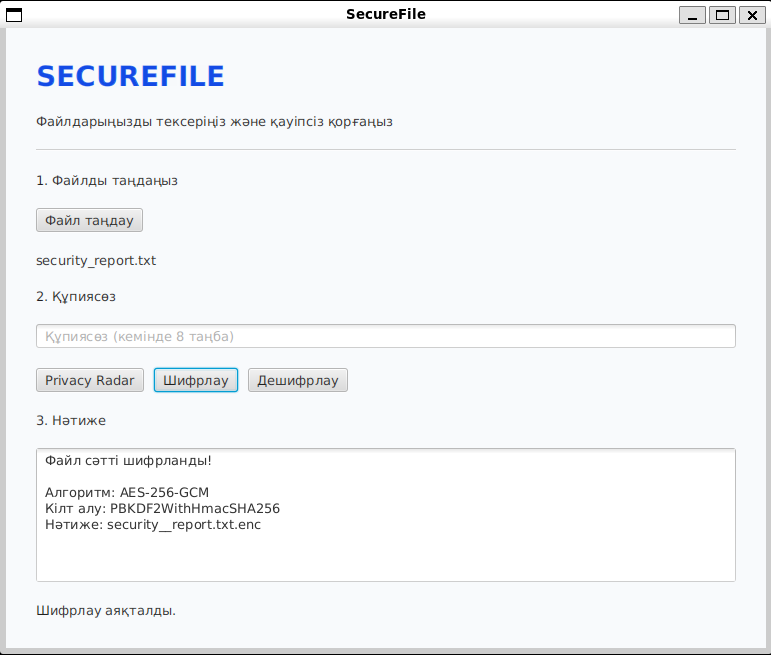 SecureFile
SECUREFILE
Файлдарыңызды тексеріңіз және қауіпсіз қорғаңыз
1. Файлды таңдаңыз
Файл таңдау
security_report.txt
2. Құпиясөз
Құпиясөз (кемінде 8 таңба)
Privacy Radar Шифрлау Дешифрлау
3. Нәтиже
Файл сәтті шифрланды!
Алгоритм: AES-256-GCM
Кілт алу: PBKDF2WithHmacSHA256
Нәтиже: security__report.txt.enc
Шифрлау аяқталды.